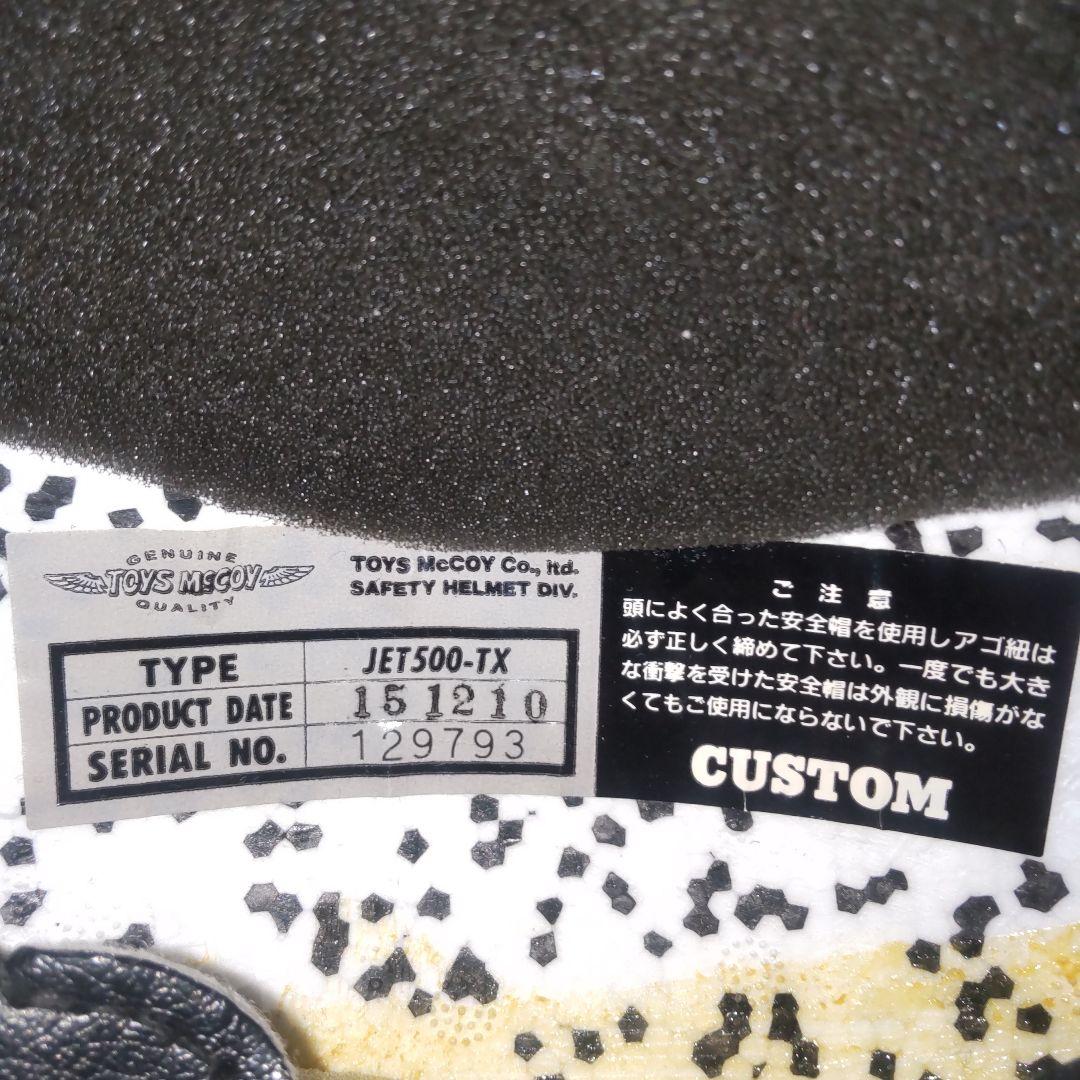 GENUINE
TOYS McCOY
QUALITY
TOYS McCOY Co., ltd.
SAFETY HELMET DIV.
TYPE JET500-TX
PRODUCT DATE 151210
SERIAL NO. 129793
ご注意
頭によく合った安全帽を使用しアゴ紐は
必ず正しく締めて下さい。一度でも大き
な衝撃を受けた安全帽は外観に損傷がな
くてもご使用にならないで下さい。
CUSTOM